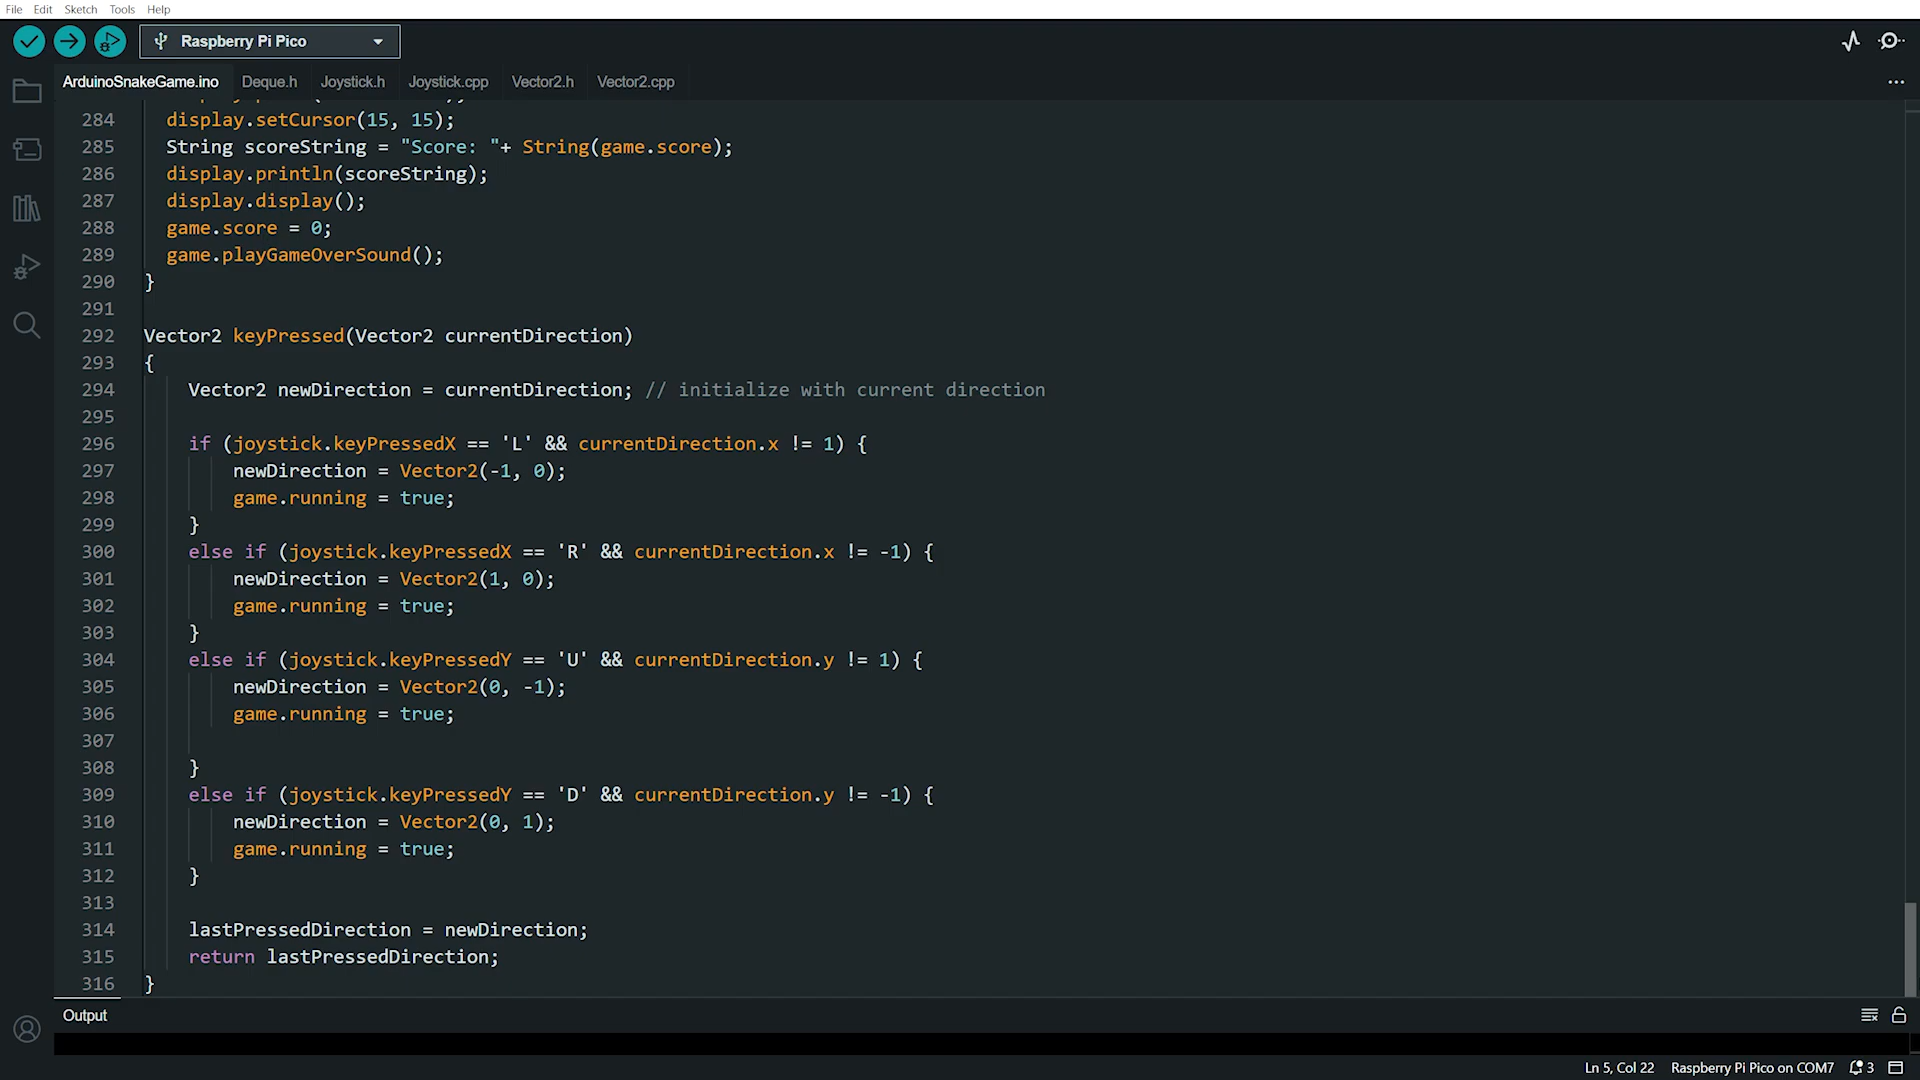 File Edit Sketch Tools Help
Raspberry Pi Pico
ArduinoSnakeGame.ino Deque.h Joystick.h Joystick.cpp Vector2.h Vector2.cpp
284 display.setCursor(15, 15);
285 String scoreString = "Score: "+ String(game.score);
286 display.println(scoreString);
287 display.display();
288 game.score = 0;
289 game.playGameOverSound();
290 }
291
292 Vector2 keyPressed(Vector2 currentDirection)
293 {
294 Vector2 newDirection = currentDirection; // initialize with current direction
295
296 if (joystick.keyPressedX == 'L' && currentDirection.x != 1) {
297 newDirection = Vector2(-1, 0);
298 game.running = true;
299 }
300 else if (joystick.keyPressedX == 'R' && currentDirection.x != -1) {
301 newDirection = Vector2(1, 0);
302 game.running = true;
303 }
304 else if (joystick.keyPressedY == 'U' && currentDirection.y != 1) {
305 newDirection = Vector2(0, -1);
306 game.running = true;
307
308 }
309 else if (joystick.keyPressedY == 'D' && currentDirection.y != -1) {
310 newDirection = Vector2(0, 1);
311 game.running = true;
312 }
313
314 lastPressedDirection = newDirection;
315 return lastPressedDirection;
316 }
Output
Ln 5, Col 22 Raspberry Pi Pico on COM7 3